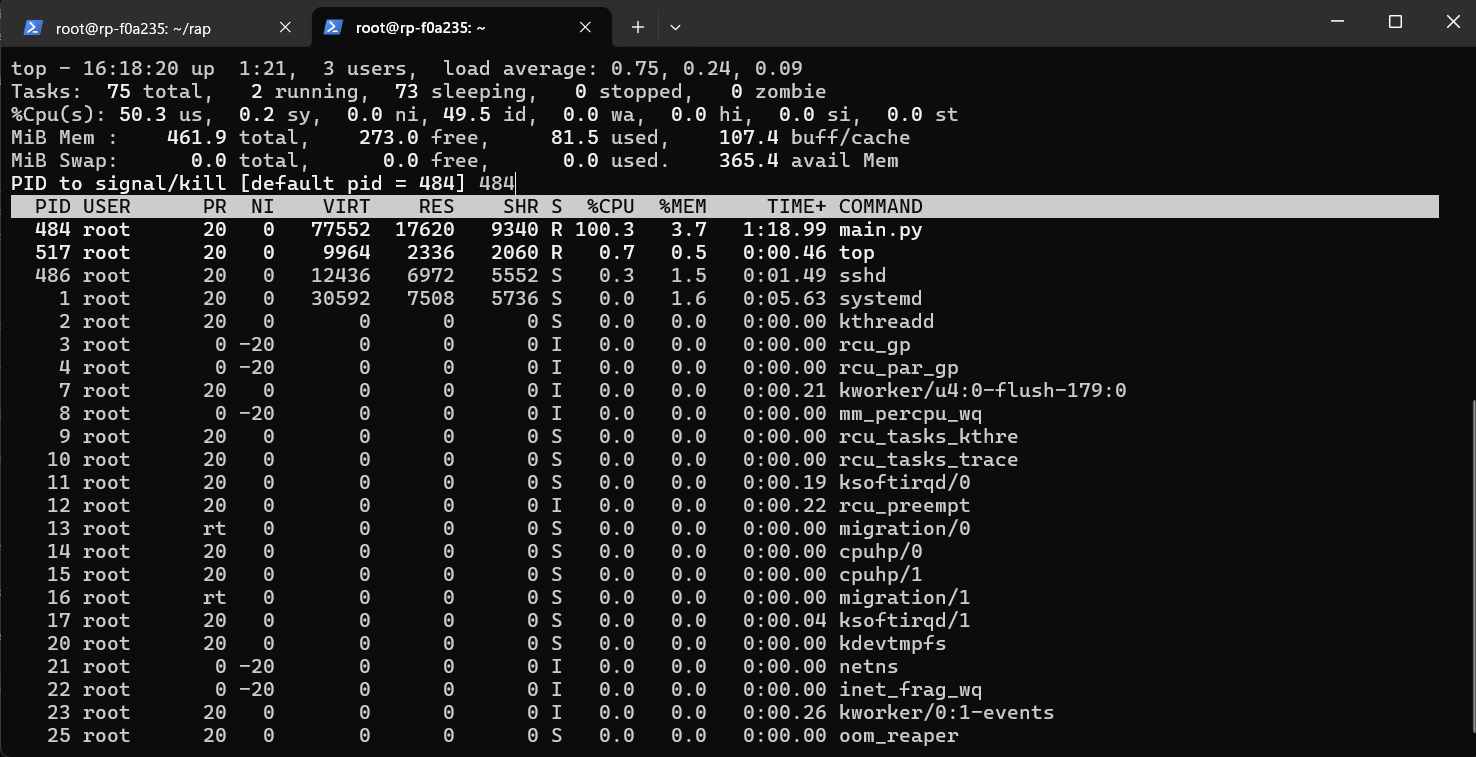 root@rp-f0a235: ~/rap
root@rp-f0a235: ~
top - 16:18:20 up  1:21,  3 users,  load average: 0.75, 0.24, 0.09
Tasks:  75 total,   2 running,  73 sleeping,   0 stopped,   0 zombie
%Cpu(s): 50.3 us,  0.2 sy,  0.0 ni, 49.5 id,  0.0 wa,  0.0 hi,  0.0 si,  0.0 st
MiB Mem :    461.9 total,    273.0 free,     81.5 used,    107.4 buff/cache
MiB Swap:      0.0 total,      0.0 free,      0.0 used.    365.4 avail Mem
PID to signal/kill [default pid = 484] 484
  PID USER      PR  NI    VIRT    RES    SHR S  %CPU  %MEM     TIME+ COMMAND
  484 root      20   0   77552  17620   9340 R 100.3   3.7   1:18.99 main.py
  517 root      20   0    9964   2336   2060 R   0.7   0.5   0:00.46 top
  486 root      20   0   12436   6972   5552 S   0.3   1.5   0:01.49 sshd
    1 root      20   0   30592   7508   5736 S   0.0   1.6   0:05.63 systemd
    2 root      20   0       0      0      0 S   0.0   0.0   0:00.00 kthreadd
    3 root       0 -20       0      0      0 I   0.0   0.0   0:00.00 rcu_gp
    4 root       0 -20       0      0      0 I   0.0   0.0   0:00.00 rcu_par_gp
    7 root      20   0       0      0      0 I   0.0   0.0   0:00.21 kworker/u4:0-flush-179:0
    8 root       0 -20       0      0      0 I   0.0   0.0   0:00.00 mm_percpu_wq
    9 root      20   0       0      0      0 S   0.0   0.0   0:00.00 rcu_tasks_kthre
   10 root      20   0       0      0      0 S   0.0   0.0   0:00.00 rcu_tasks_trace
   11 root      20   0       0      0      0 S   0.0   0.0   0:00.19 ksoftirqd/0
   12 root      20   0       0      0      0 I   0.0   0.0   0:00.22 rcu_preempt
   13 root      rt   0       0      0      0 S   0.0   0.0   0:00.00 migration/0
   14 root      20   0       0      0      0 S   0.0   0.0   0:00.00 cpuhp/0
   15 root      20   0       0      0      0 S   0.0   0.0   0:00.00 cpuhp/1
   16 root      rt   0       0      0      0 S   0.0   0.0   0:00.00 migration/1
   17 root      20   0       0      0      0 S   0.0   0.0   0:00.04 ksoftirqd/1
   20 root      20   0       0      0      0 S   0.0   0.0   0:00.00 kdevtmpfs
   21 root       0 -20       0      0      0 I   0.0   0.0   0:00.00 netns
   22 root       0 -20       0      0      0 I   0.0   0.0   0:00.00 inet_frag_wq
   23 root      20   0       0      0      0 I   0.0   0.0   0:00.26 kworker/0:1-events
   25 root      20   0       0      0      0 S   0.0   0.0   0:00.00 oom_reaper